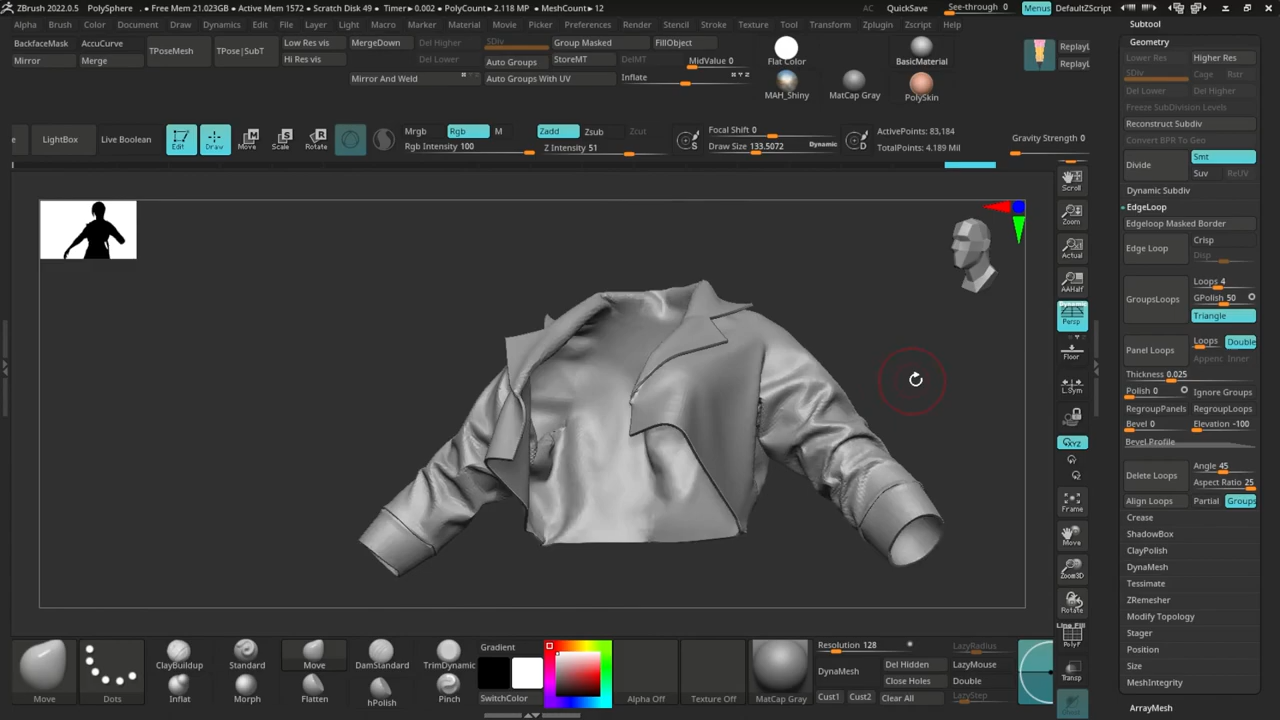 ZBrush 2022.0.5 PolySphere . ● Free Mem 21.023GB ● Active Mem 1572 ● Scratch Disk 49 ● Timer▸0.002 ● PolyCount▸2.118 MP ● MeshCount▸12 AC QuickSave See-through 0 Menus DefaultZScript
Alpha Brush Color Document Draw Dynamics Edit File Layer Light Macro Marker Material Movie Picker Preferences Render Stencil Stroke Texture Tool Transform Zplugin Zscript Help
BackfaceMask AccuCurve TPoseMesh TPose|SubT Low Res vis MergeDown Del Higher SDiv Group Masked FillObject
Mirror Merge Hi Res vis Del Lower Auto Groups StoreMT DelMT MidValue 0
Mirror And Weld Auto Groups With UV Inflate
Flat Color BasicMaterial
MAH_Shiny MatCap Gray PolySkin
ReplayL
ReplayL
LightBox Live Boolean Edit Draw Move Scale Rotate
Mrgb Rgb M Zadd Zsub Zcut
Rgb Intensity 100 Z Intensity 51
Focal Shift 0
Draw Size 133.5072 Dynamic
ActivePoints: 83,184
TotalPoints: 4.189 Mil
Gravity Strength 0
Scroll
Zoom
Actual
AAHalf
Persp
Floor
L.Sym
XYZ
Frame
Move
Zoom3D
Rotate
Line Fill
PolyF
Transp
Subtool
Geometry
Lower Res Higher Res
SDiv Cage Rstr
Del Lower Del Higher
Freeze SubDivision Levels
Reconstruct Subdiv
Convert BPR To Geo
Divide Smt
Suv ReUV
Dynamic Subdiv
EdgeLoop
Edgeloop Masked Border
Edge Loop Crisp
Disp
GroupsLoops Loops 4
GPolish 50
Triangle
Panel Loops Loops Double
Append Inner
Thickness 0.025
Polish 0 Ignore Groups
RegroupPanels RegroupLoops
Bevel 0 Elevation -100
Bevel Profile
Delete Loops Angle 45
Aspect Ratio 25
Align Loops Partial Groups
Crease
ShadowBox
ClayPolish
DynaMesh
Tessimate
ZRemesher
Modify Topology
Stager
Position
Size
MeshIntegrity
ArrayMesh
Move Dots ClayBuildup Standard Move DamStandard TrimDynamic
Inflat Morph Flatten hPolish Pinch
Gradient
SwitchColor
Alpha Off Texture Off MatCap Gray
Resolution 128
DynaMesh Del Hidden
Close Holes
Cust1 Cust2 Clear All
LazyRadius
LazyMouse
Double
LazyStep